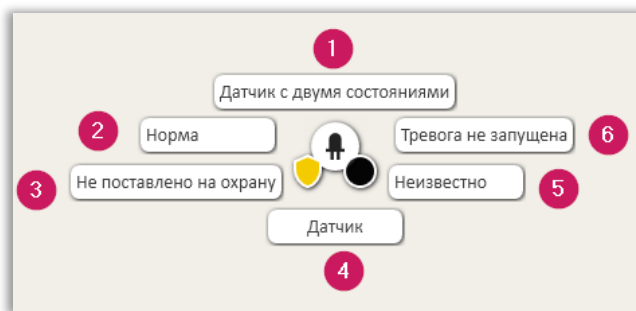 1
Датчик с двумя состояниями
2
Норма
Тревога не запущена
6
3
Не поставлено на охрану
Неизвестно
5
Датчик
4